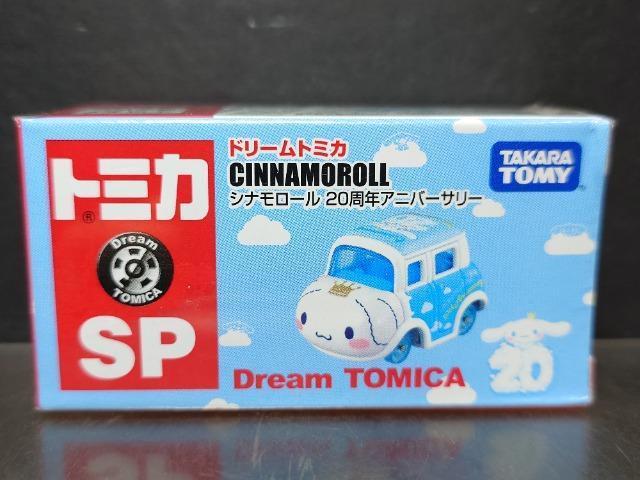 トミカ
®
Dream
TOMICA
SP
ドリームトミカ
CINNAMOROLL
シナモロール 20周年アニバーサリー
TAKARA
TOMY
Dream TOMICA
20